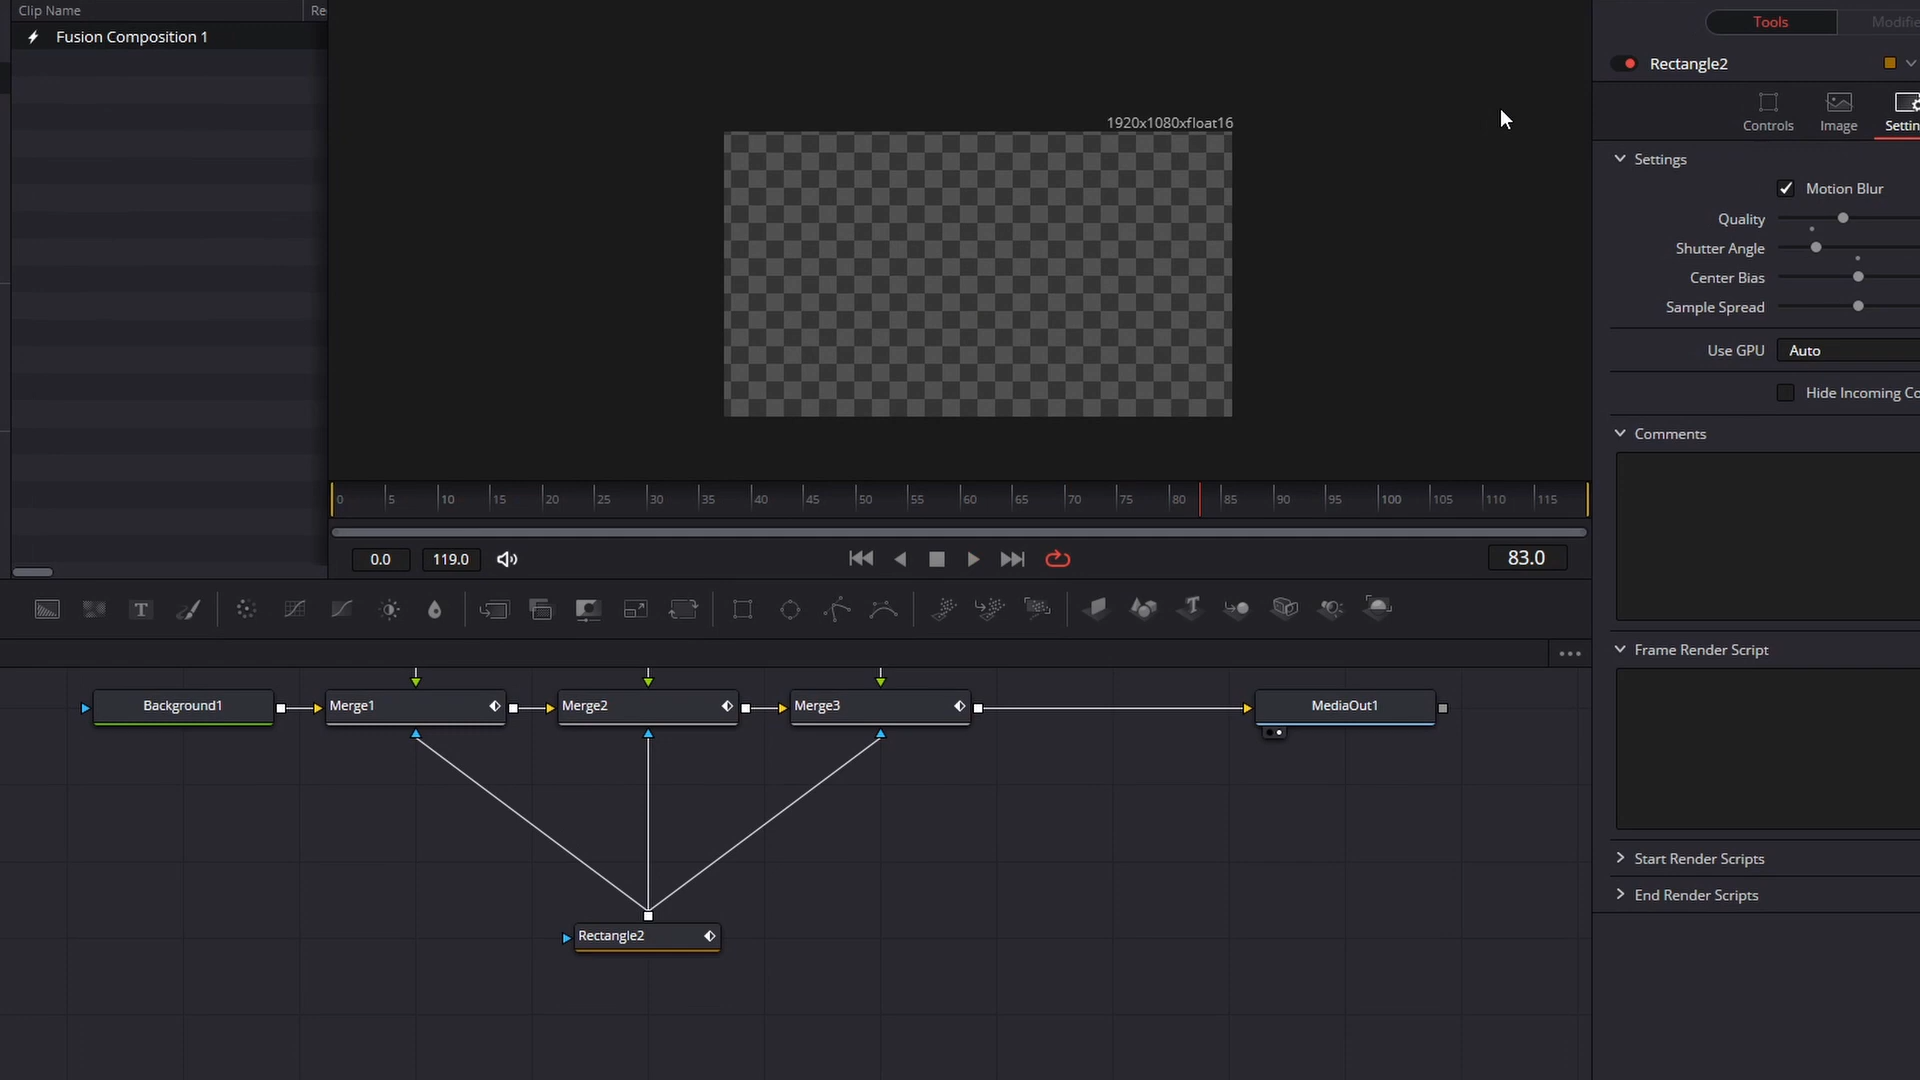 Clip Name
Re
Fusion Composition 1
Tools
Modifie
Rectangle2
1920x1080xfloat16
Controls
Image
Settin
Settings
Motion Blur
Quality
Shutter Angle
Center Bias
Sample Spread
Use GPU
Auto
Hide Incoming Co
Comments
0 5 10 15 20 25 30 35 40 45 50 55 60 65 70 75 80 85 90 95 100 105 110 115
0.0
119.0
83.0
T
T
Frame Render Script
Background1
Merge1
Merge2
Merge3
MediaOut1
Start Render Scripts
End Render Scripts
Rectangle2